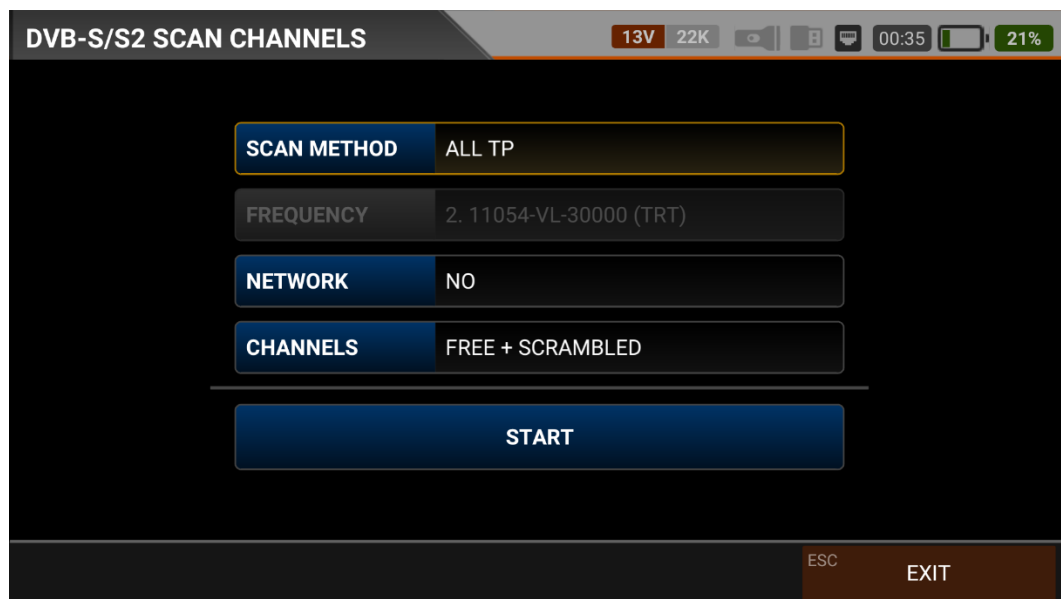 DVB-S/S2 SCAN CHANNELS
13V 22K B 00:35 21%
SCAN METHOD ALL TP
FREQUENCY 2. 11054-VL-30000 (TRT)
NETWORK NO
CHANNELS FREE + SCRAMBLED
START
ESC EXIT